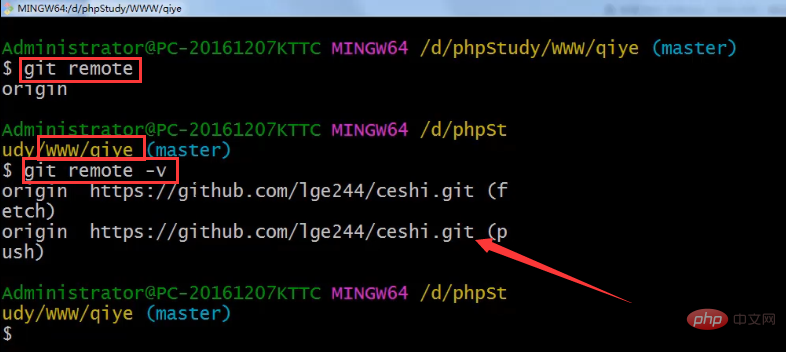 MINGW64:/d/phpStudy/WWW/qiye
Administrator@PC-20161207KTTC MINGW64 /d/phpStudy/WWW/qiye (master)
$ git remote
origin
Administrator@PC-20161207KTTC MINGW64 /d/phpSt
udy/WWW/qiye (master)
$ git remote -v
origin  https://github.com/lge244/ceshi.git (f
etch)
origin  https://github.com/lge244/ceshi.git (p
ush)
Administrator@PC-20161207KTTC MINGW64 /d/phpSt
udy/WWW/qiye (master)
$
php 中文网